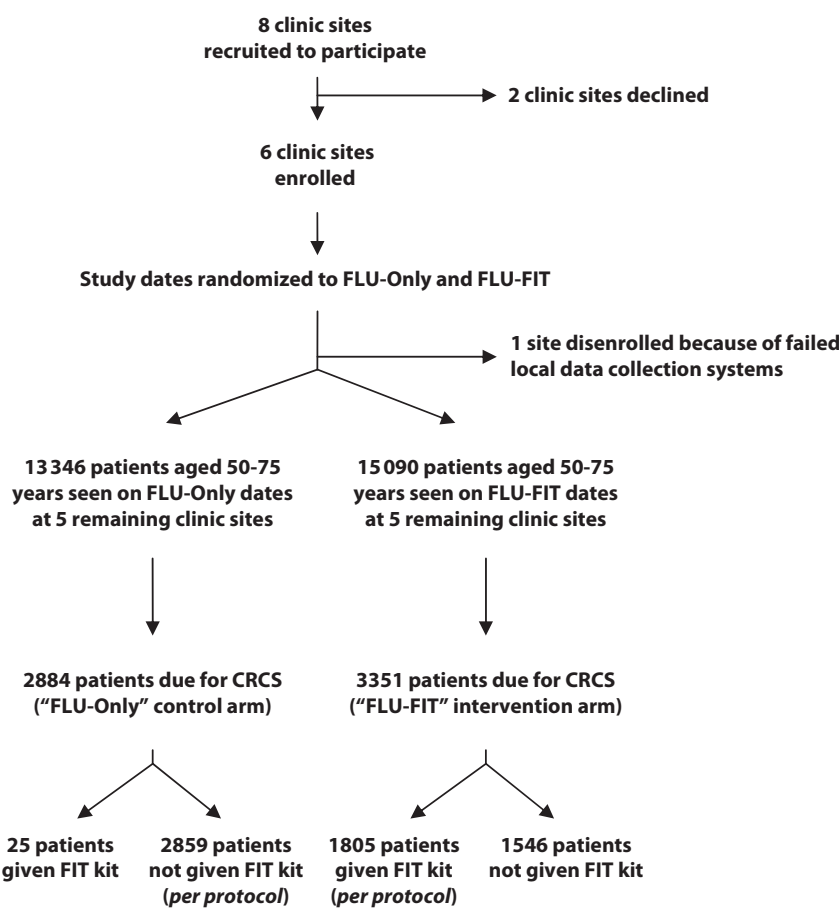 8 clinic sites
recruited to participate
2 clinic sites declined
6 clinic sites
enrolled
Study dates randomized to FLU-Only and FLU-FIT
1 site disenrolled because of failed
local data collection systems
13 346 patients aged 50-75
years seen on FLU-Only dates
at 5 remaining clinic sites
15 090 patients aged 50-75
years seen on FLU-FIT dates
at 5 remaining clinic sites
2884 patients due for CRCS
(“FLU-Only” control arm)
3351 patients due for CRCS
(“FLU-FIT” intervention arm)
25 patients
given FIT kit
2859 patients
not given FIT kit
(per protocol)
1805 patients
given FIT kit
(per protocol)
1546 patients
not given FIT kit